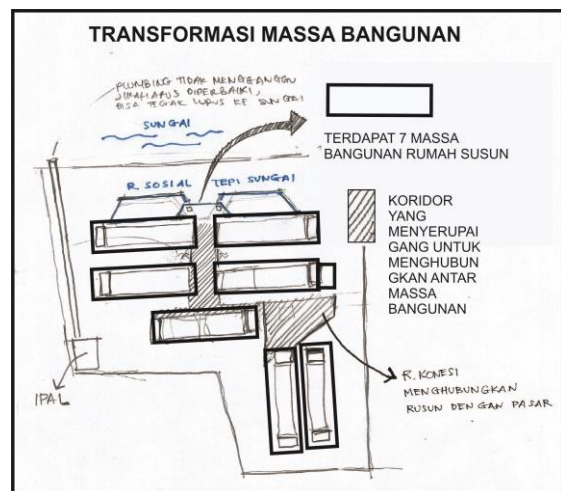 TRANSFORMASI MASSA BANGUNAN
PLUMBING TIDAK MENGGANGGU
JIKA HARUS DIPERBAIKI,
BISA TEGAK LURUS KE SUNGAI
SUNGAI
TERDAPAT 7 MASSA
BANGUNAN RUMAH SUSUN
R. SOSIAL TEPI SUNGAI
KORIDOR
YANG
MENYERUPAI
GANG UNTUK
MENGHUBUN
GKAN ANTAR
MASSA
BANGUNAN
IPAL
R. KONESI
MENGHUBUNGKAN
RUSUN DENGAN PASAR